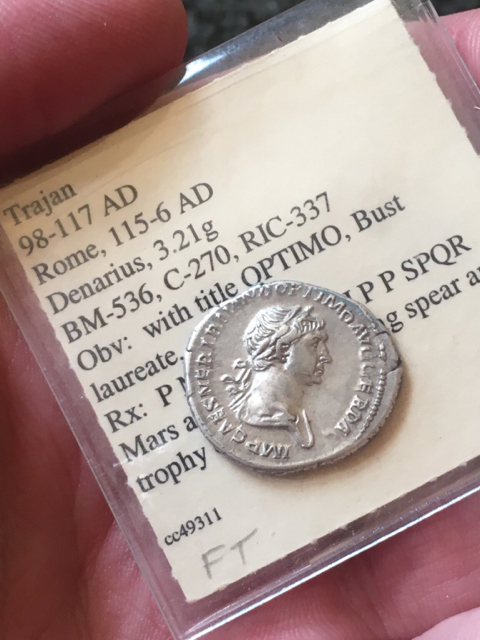 Trajan
98-117 AD
Rome, 115-6 AD
Denarius, 3.21g
BM-536, C-270, RIC-337
Obv: with title OPTIMO, Bust
laureate,
Rx: P M P P SPQR
Mars a g spear a
trophy
cc49311
FT
IMP CAES NER TRAIANO OPTIMO AVG GER DA